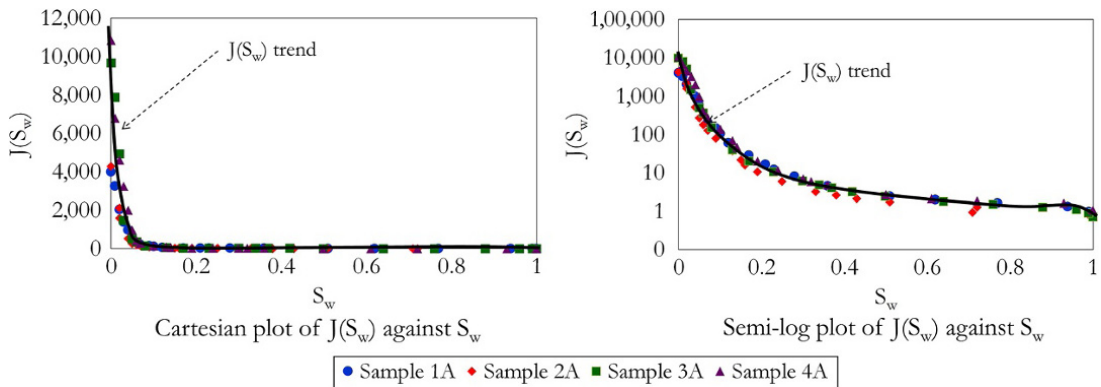 12,000
10,000
8,000
6,000
4,000
2,000
0
J(Sw)
J(Sw) trend
0 0.2 0.4 0.6 0.8 1
Sw
Cartesian plot of J(Sw) against Sw
1,00,000
10,000
1,000
100
10
1
0
J(Sw)
J(Sw) trend
0 0.2 0.4 0.6 0.8 1
Sw
Semi-log plot of J(Sw) against Sw
Sample 1A Sample 2A Sample 3A Sample 4A